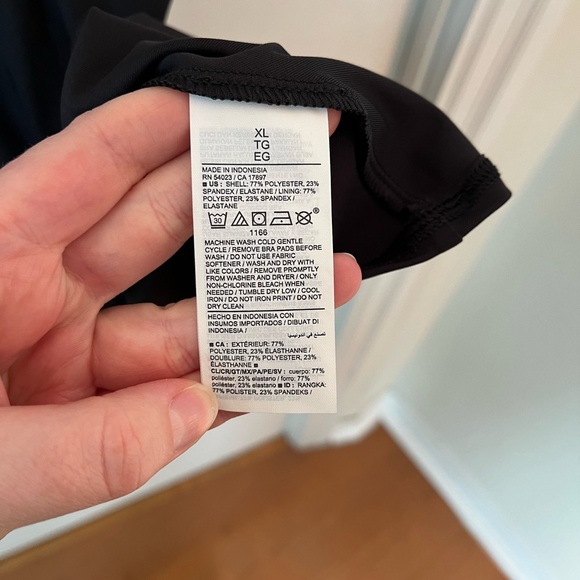 XL
TG
EG
MADE IN INDONESIA
RN 54023 / CA 17897
■ US : SHELL: 77% POLYESTER, 23%
SPANDEX / ELASTANE / LINING: 77%
POLYESTER, 23% SPANDEX /
ELASTANE
30 ®
1166
MACHINE WASH COLD GENTLE
CYCLE / REMOVE BRA PADS BEFORE
WASH / DO NOT USE FABRIC
SOFTENER / WASH AND DRY WITH
LIKE COLORS / REMOVE PROMPTLY
FROM WASHER AND DRYER / ONLY
NON-CHLORINE BLEACH WHEN
NEEDED / TUMBLE DRY LOW / COOL
IRON / DO NOT IRON PRINT / DO NOT
DRY CLEAN
HECHO EN INDONESIA CON
INSUMOS IMPORTADOS / DIBUAT DI
INDONESIA /
صنع في اندونيسيا
■ CA : EXTÉRIEUR: 77%
POLYESTER, 23% ÉLASTHANNE /
DOUBLURE: 77% POLYESTER, 23%
ÉLASTHANNE ■
CL/CR/GT/MX/PA/PE/SV : cuerpo: 77%
poliéster, 23% elastano / forro: 77%
poliéster, 23% elastano ■ ID : RANGKA:
77% POLISTER, 23% SPANDEKS /